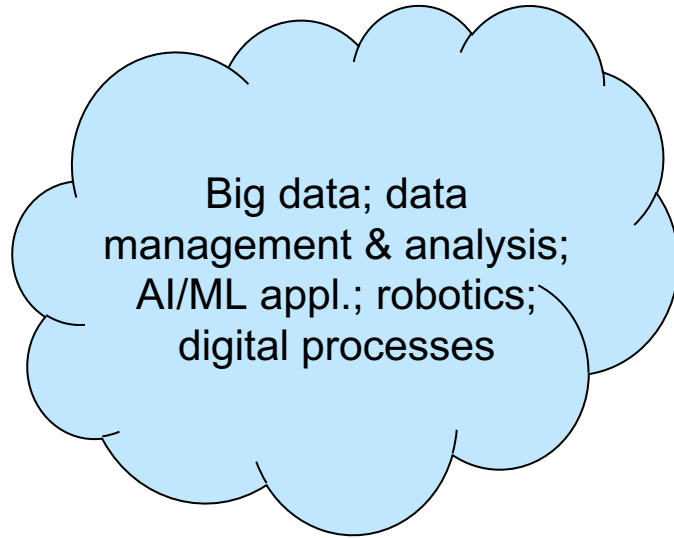 Big data; data
management & analysis;
AI/ML appl.; robotics;
digital processes